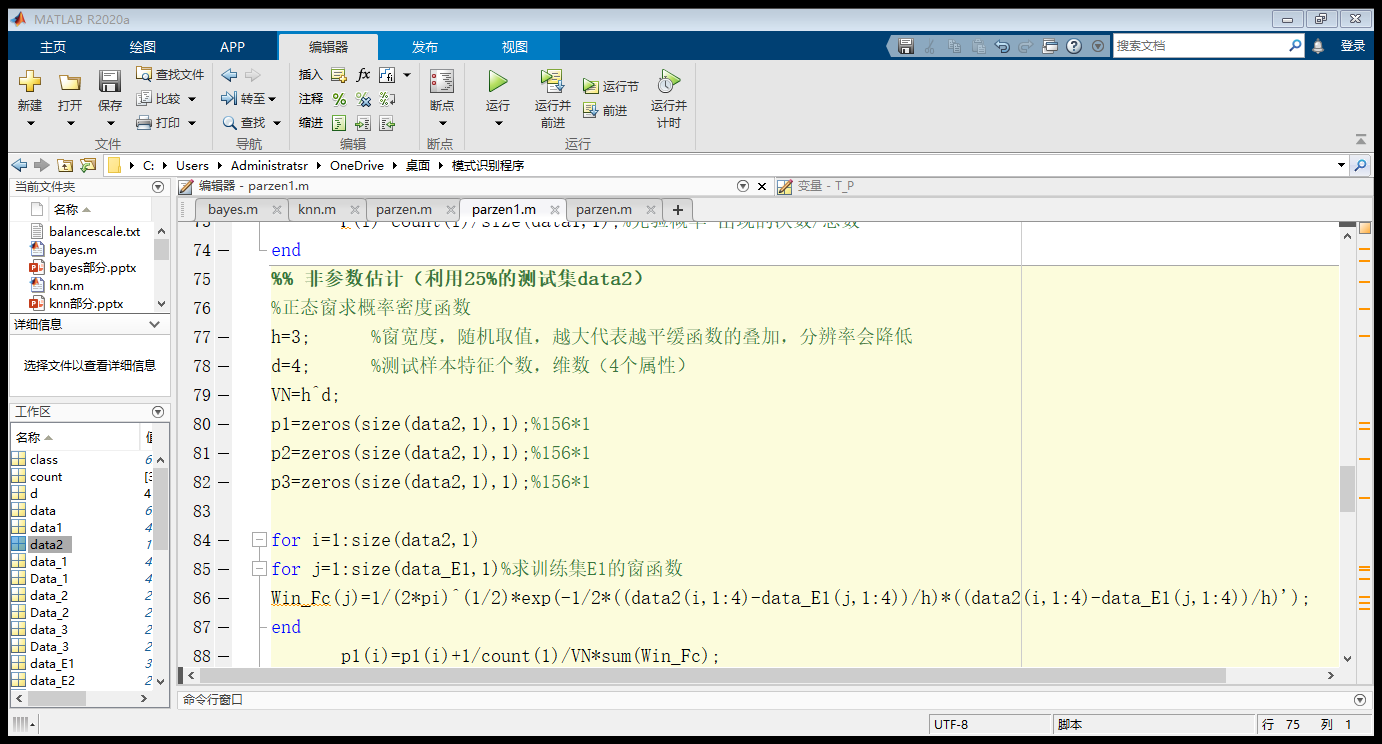 MATLAB R2020a
主页 绘图 APP 编辑器 发布 视图 搜索文档 登录
新建 打开 保存 查找文件 比较 打印 转至 查找 插入 注释 缩进 断点 运行 运行并前进 运行节 前进 运行并计时
文件 导航 编辑 断点 运行
C: Users Administratsr OneDrive 桌面 模式识别程序
当前文件夹
名称
balancescale.txt
bayes.m
bayes部分.pptx
knn.m
knn部分.pptx
详细信息
选择文件以查看详细信息
工作区
名称 值
class 6
count [3
d 4
data 6
data1 4
data2 1
data_1 4
Data_1 4
data_2 2
Data_2 2
data_3 2
Data_3 2
data_E1 3
data_E2 2
编辑器 - parzen1.m 变量 - T_P
bayes.m knn.m parzen.m parzen1.m parzen.m +
74 end
75 %% 非参数估计（利用25%的测试集data2）
76 %正态窗求概率密度函数
77 h=3; %窗宽度，随机取值，越大代表越平缓函数的叠加，分辨率会降低
78 d=4; %测试样本特征个数，维数（4个属性）
79 VN=h^d;
80 p1=zeros(size(data2,1),1);%156*1
81 p2=zeros(size(data2,1),1);%156*1
82 p3=zeros(size(data2,1),1);%156*1
83
84 for i=1:size(data2,1)
85 for j=1:size(data_E1,1)%求训练集E1的窗函数
86 Win_Fc(j)=1/(2*pi)^(1/2)*exp(-1/2*((data2(i,1:4)-data_E1(j,1:4))/h)*((data2(i,1:4)-data_E1(j,1:4))/h)');
87 end
88 p1(i)=p1(i)+1/count(1)/VN*sum(Win_Fc);
命令行窗口
UTF-8 脚本 行 75 列 1